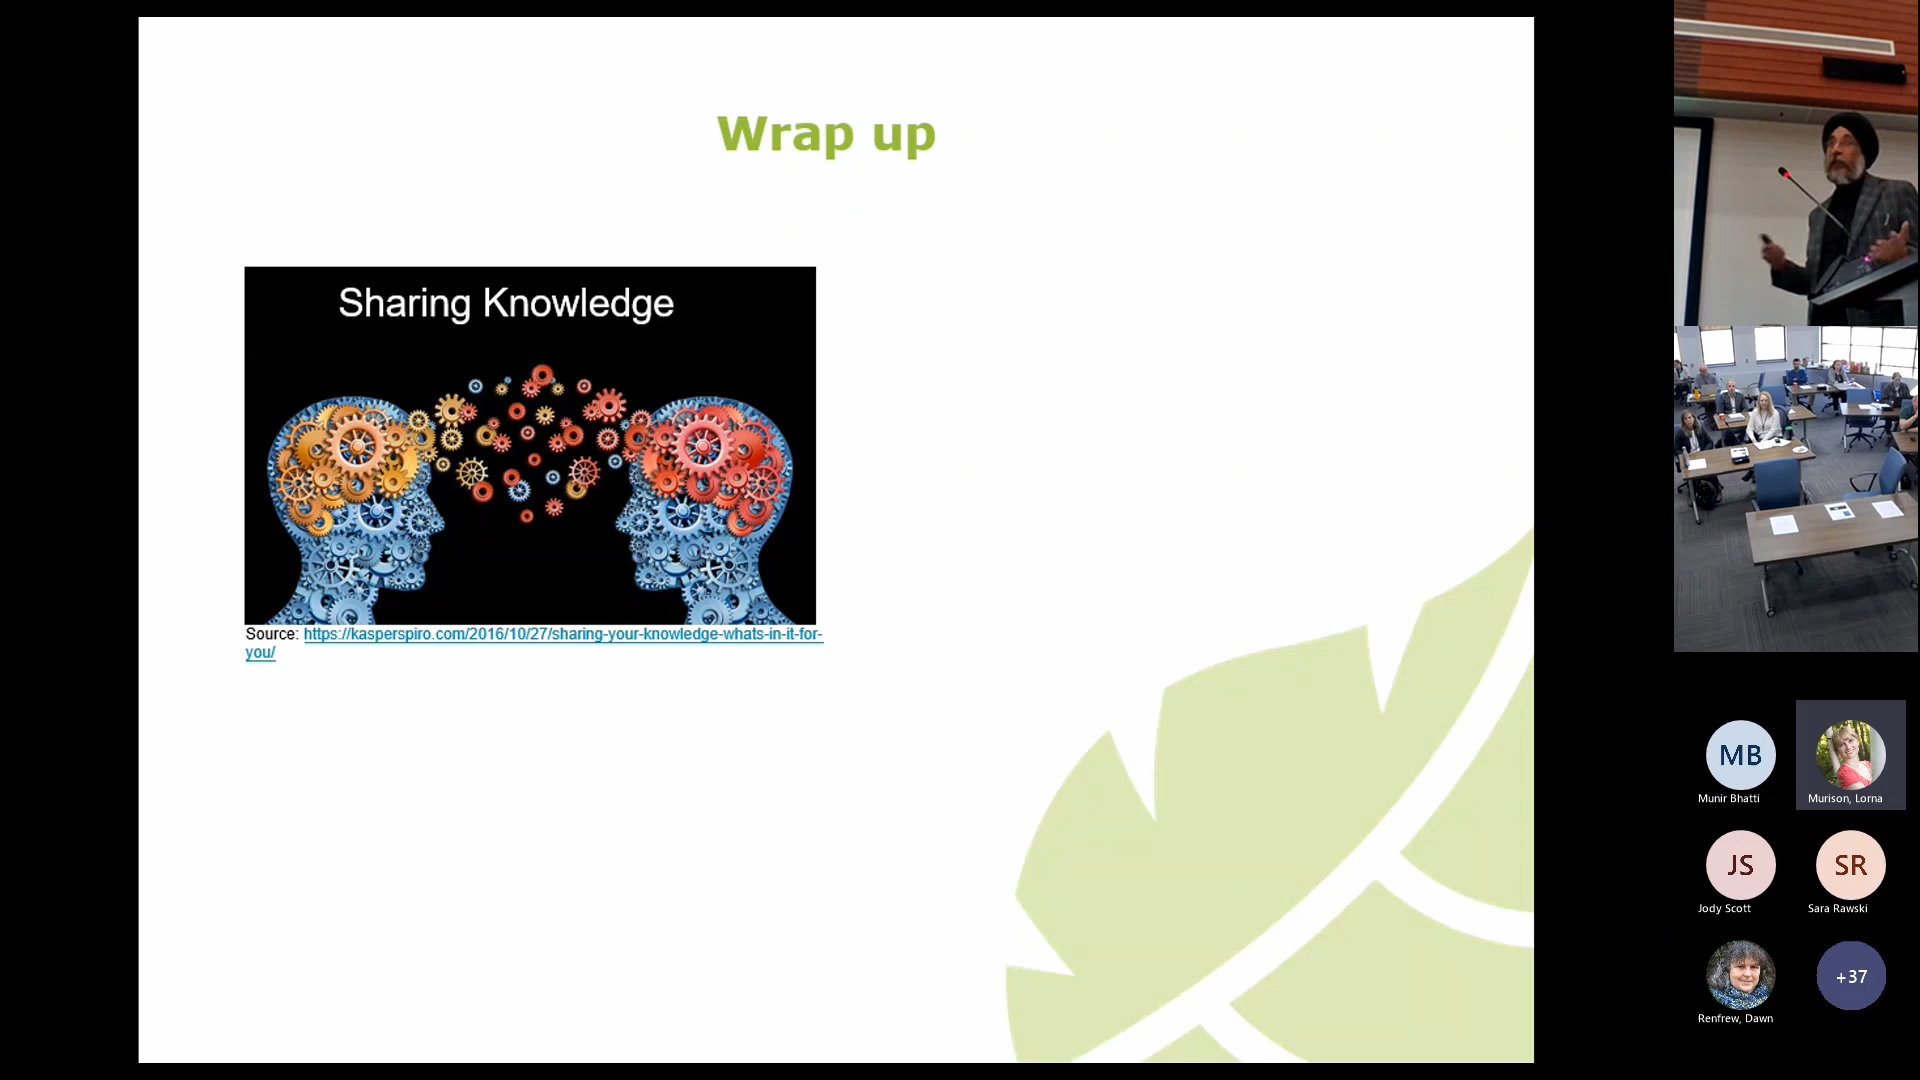 Wrap up
Sharing Knowledge
Source: https://kasperspiro.com/2016/10/27/sharing-your-knowledge-whats-in-it-for-
you/
MB
Munir Bhatti
Murison, Lorna
JS
Jody Scott
SR
Sara Rawski
Renfrew, Dawn
+37